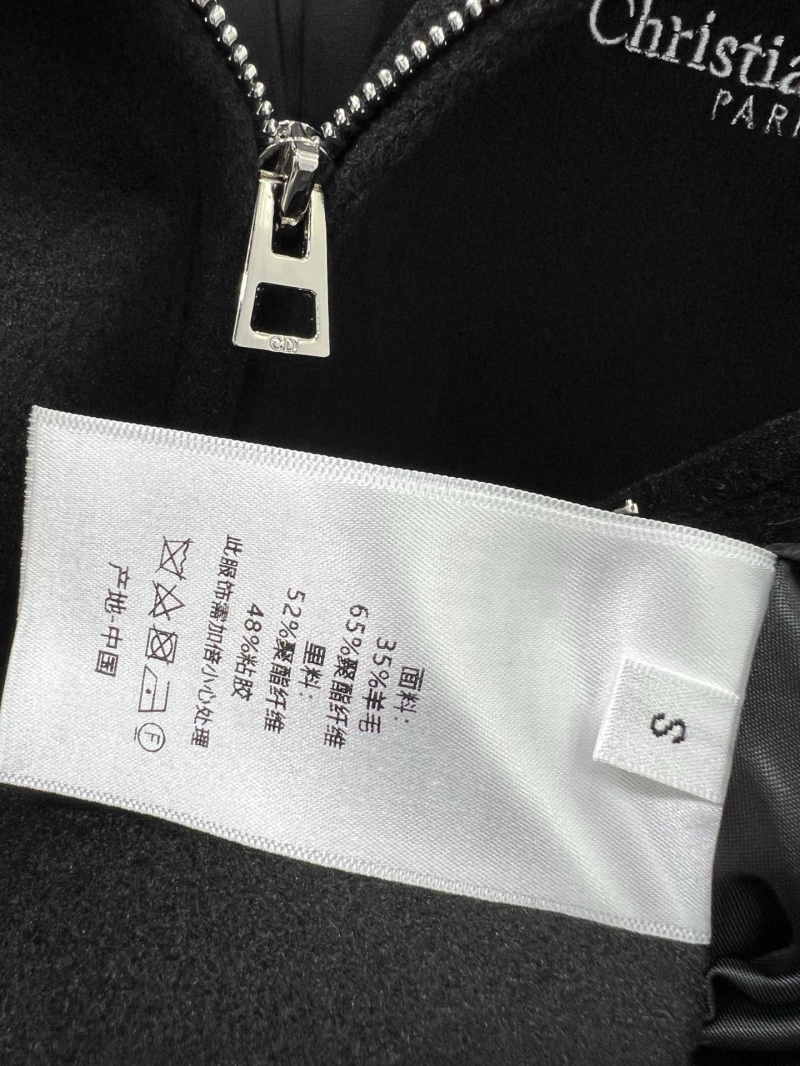 Christia
PARI
CD
S
面料：
35%羊毛
65%聚酯纤维
里料：
52%聚酯纤维
48%粘胶
此服饰需加倍小心处理
F
产地-中国